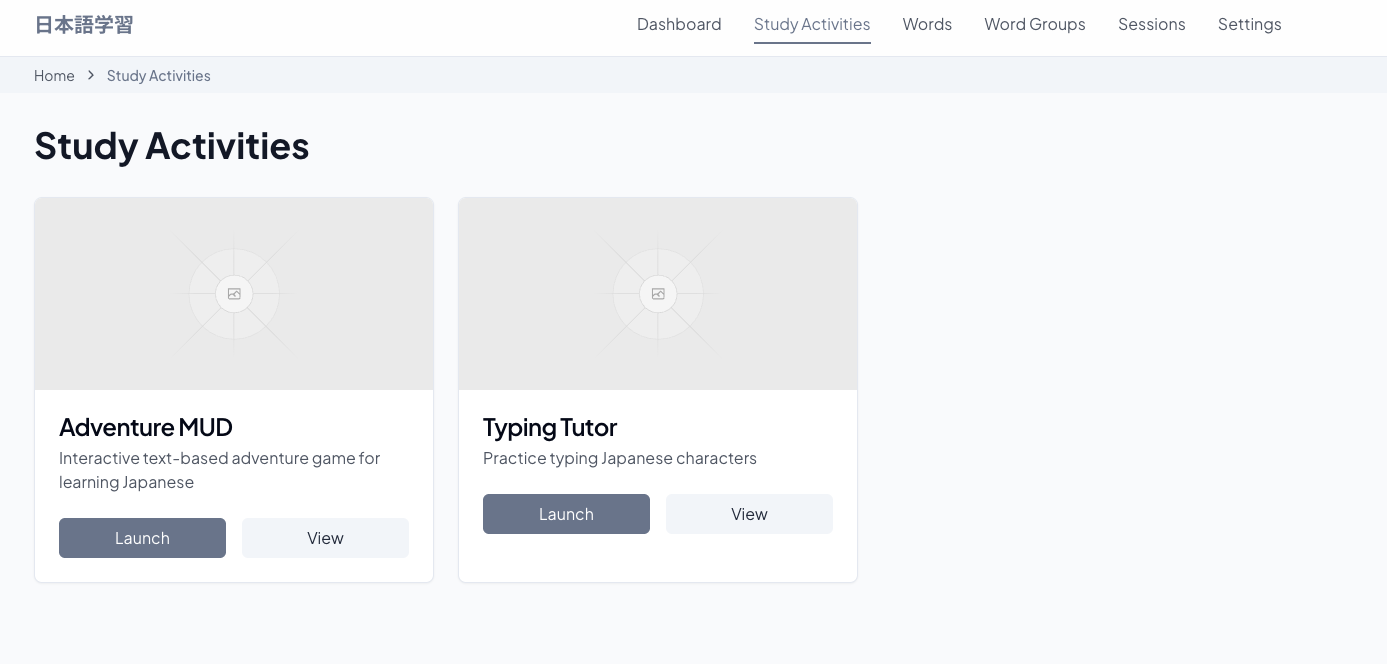 日本語学習
Dashboard
Study Activities
Words
Word Groups
Sessions
Settings
Home
Study Activities
Study Activities
Adventure MUD
Interactive text-based adventure game for
learning Japanese
Launch
View
Typing Tutor
Practice typing Japanese characters
Launch
View